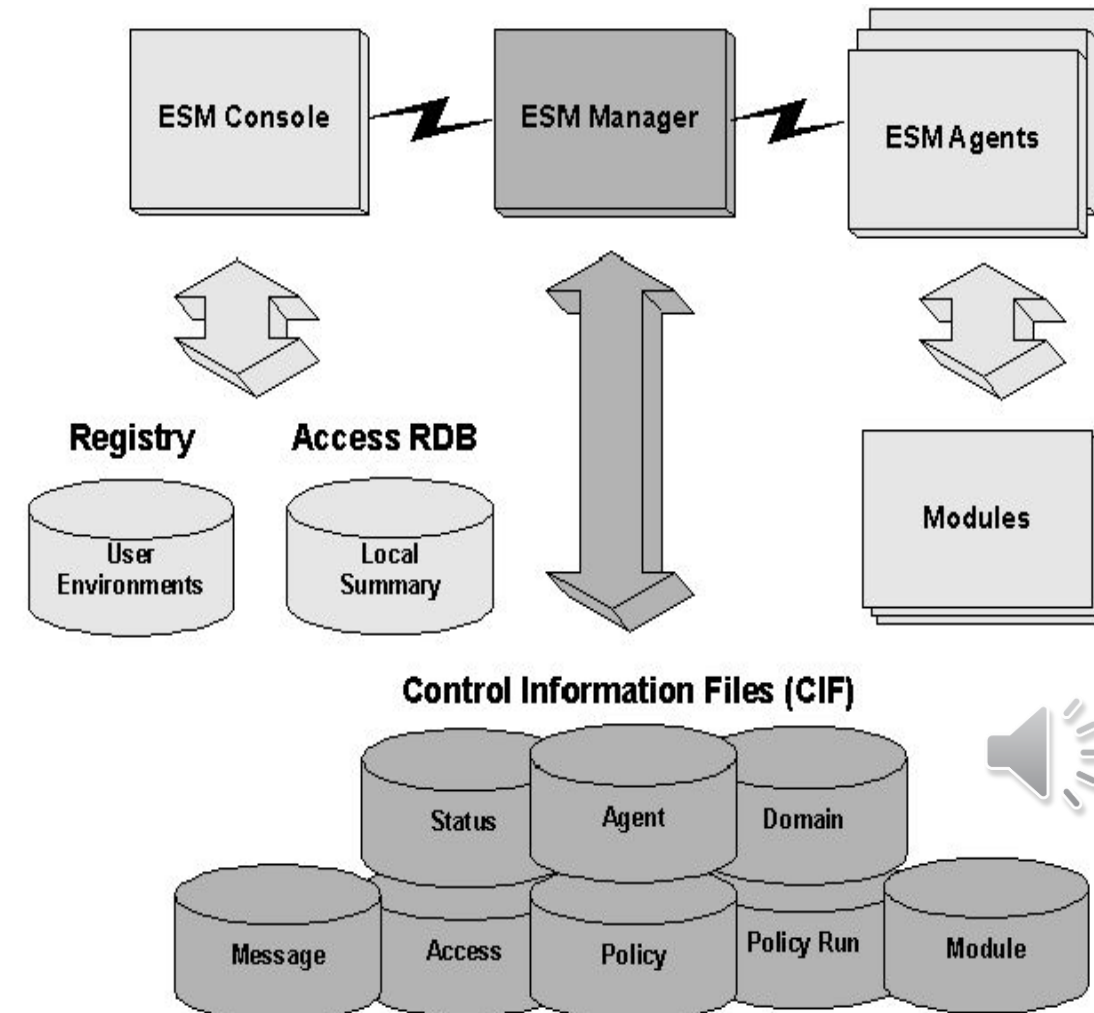 ESM Console
ESM Manager
ESM Agents
Registry
Access RDB
User
Environments
Local
Summary
Modules
Control Information Files (CIF)
Status
Agent
Domain
Message
Access
Policy
Policy Run
Module